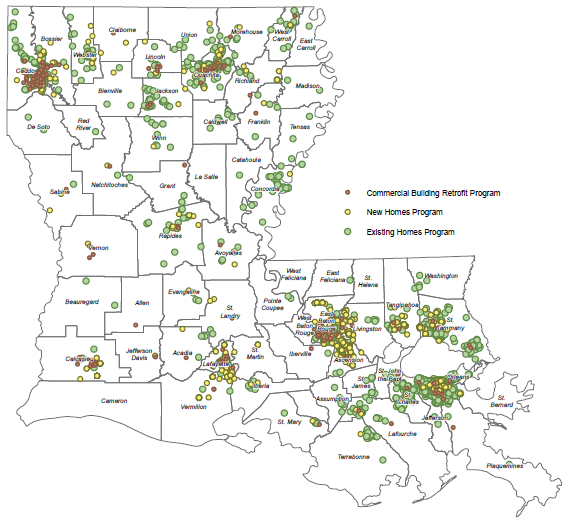 Claiborne
Union
Morehouse
West
Carroll
East
Carroll
Bossier
Webster
Lincoln
Caddo
Ouachita
Richland
Madison
Bienville
Jackson
De Soto
Red
River
Caldwell
Franklin
Tensas
Winn
Catahoula
La Salle
Natchitoches
Grant
Sabine
Concordia
Commercial Building Retrofit Program
New Homes Program
Existing Homes Program
Rapides
Vernon
Avoyelles
West
Feliciana
East
Feliciana
St.
Helena
Washington
Beauregard
Allen
Evangeline
St.
Landry
Pointe
Coupee
Tangipahoa
West
Baton
Rouge
East
Baton
Rouge
Livingston
St.
Tammany
Calcasieu
Jefferson
Davis
Acadia
Lafayette
St.
Martin
Iberville
Ascension
St.
James
St. John
the Bapt.
Orleans
Cameron
Vermilion
Iberia
Assumption
St.
Charles
St.
Bernard
St. Mary
Lafourche
Jefferson
Terrebonne
Plaquemines